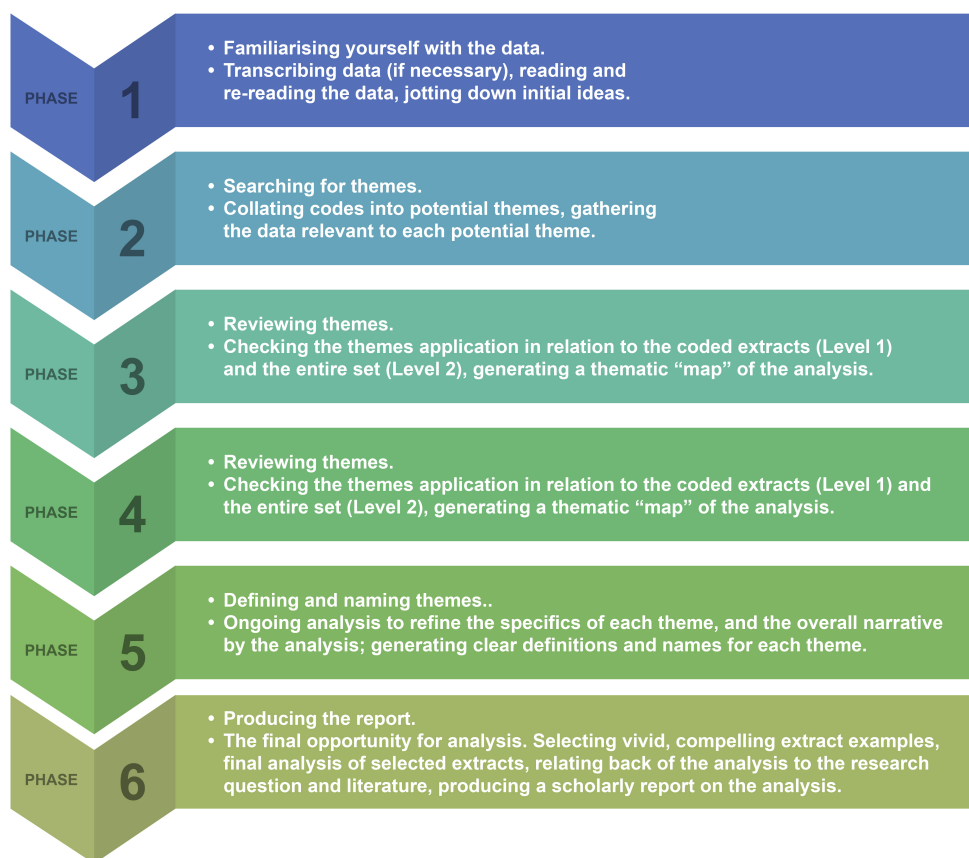 PHASE 1
• Familiarising yourself with the data.
• Transcribing data (if necessary), reading and
re-reading the data, jotting down initial ideas.
PHASE 2
• Searching for themes.
• Collating codes into potential themes, gathering
the data relevant to each potential theme.
PHASE 3
• Reviewing themes.
• Checking the themes application in relation to the coded extracts (Level 1)
and the entire set (Level 2), generating a thematic “map” of the analysis.
PHASE 4
• Reviewing themes.
• Checking the themes application in relation to the coded extracts (Level 1) and
the entire set (Level 2), generating a thematic “map” of the analysis.
PHASE 5
• Defining and naming themes..
• Ongoing analysis to refine the specifics of each theme, and the overall narrative
by the analysis; generating clear definitions and names for each theme.
PHASE 6
• Producing the report.
• The final opportunity for analysis. Selecting vivid, compelling extract examples,
final analysis of selected extracts, relating back of the analysis to the research
question and literature, producing a scholarly report on the analysis.